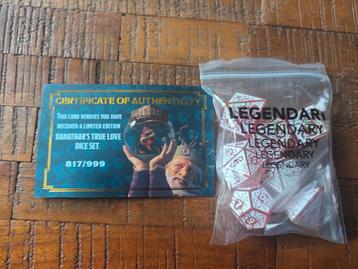 CERTIFICATE OF AUTHENTICITY
THIS CARD VERIFIES YOU HAVE
RECEIVED A LIMITED EDITION
XANATHAR'S TRUE LOVE
DICE SET.
817/999
LEGENDARY
LEGENDARY
LEGENDARY
LEGENDARY
LEGENDARY